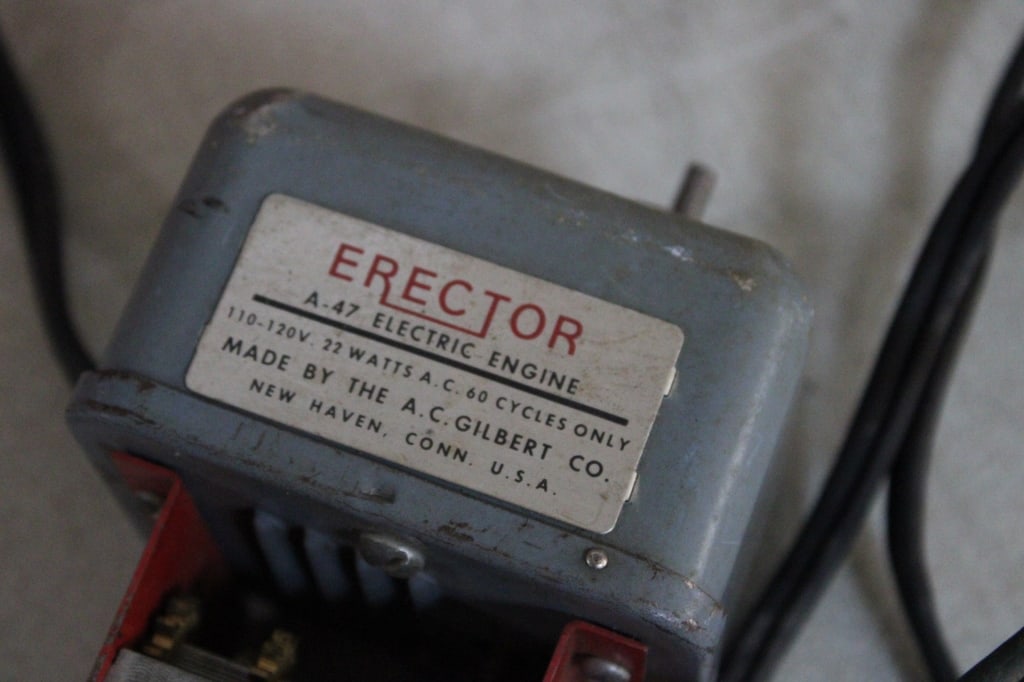 ERECTOR
A-47 ELECTRIC ENGINE
110-120V. 22 WATTS A.C. 60 CYCLES ONLY
MADE BY THE A.C. GILBERT CO.
NEW HAVEN, CONN. U.S.A.